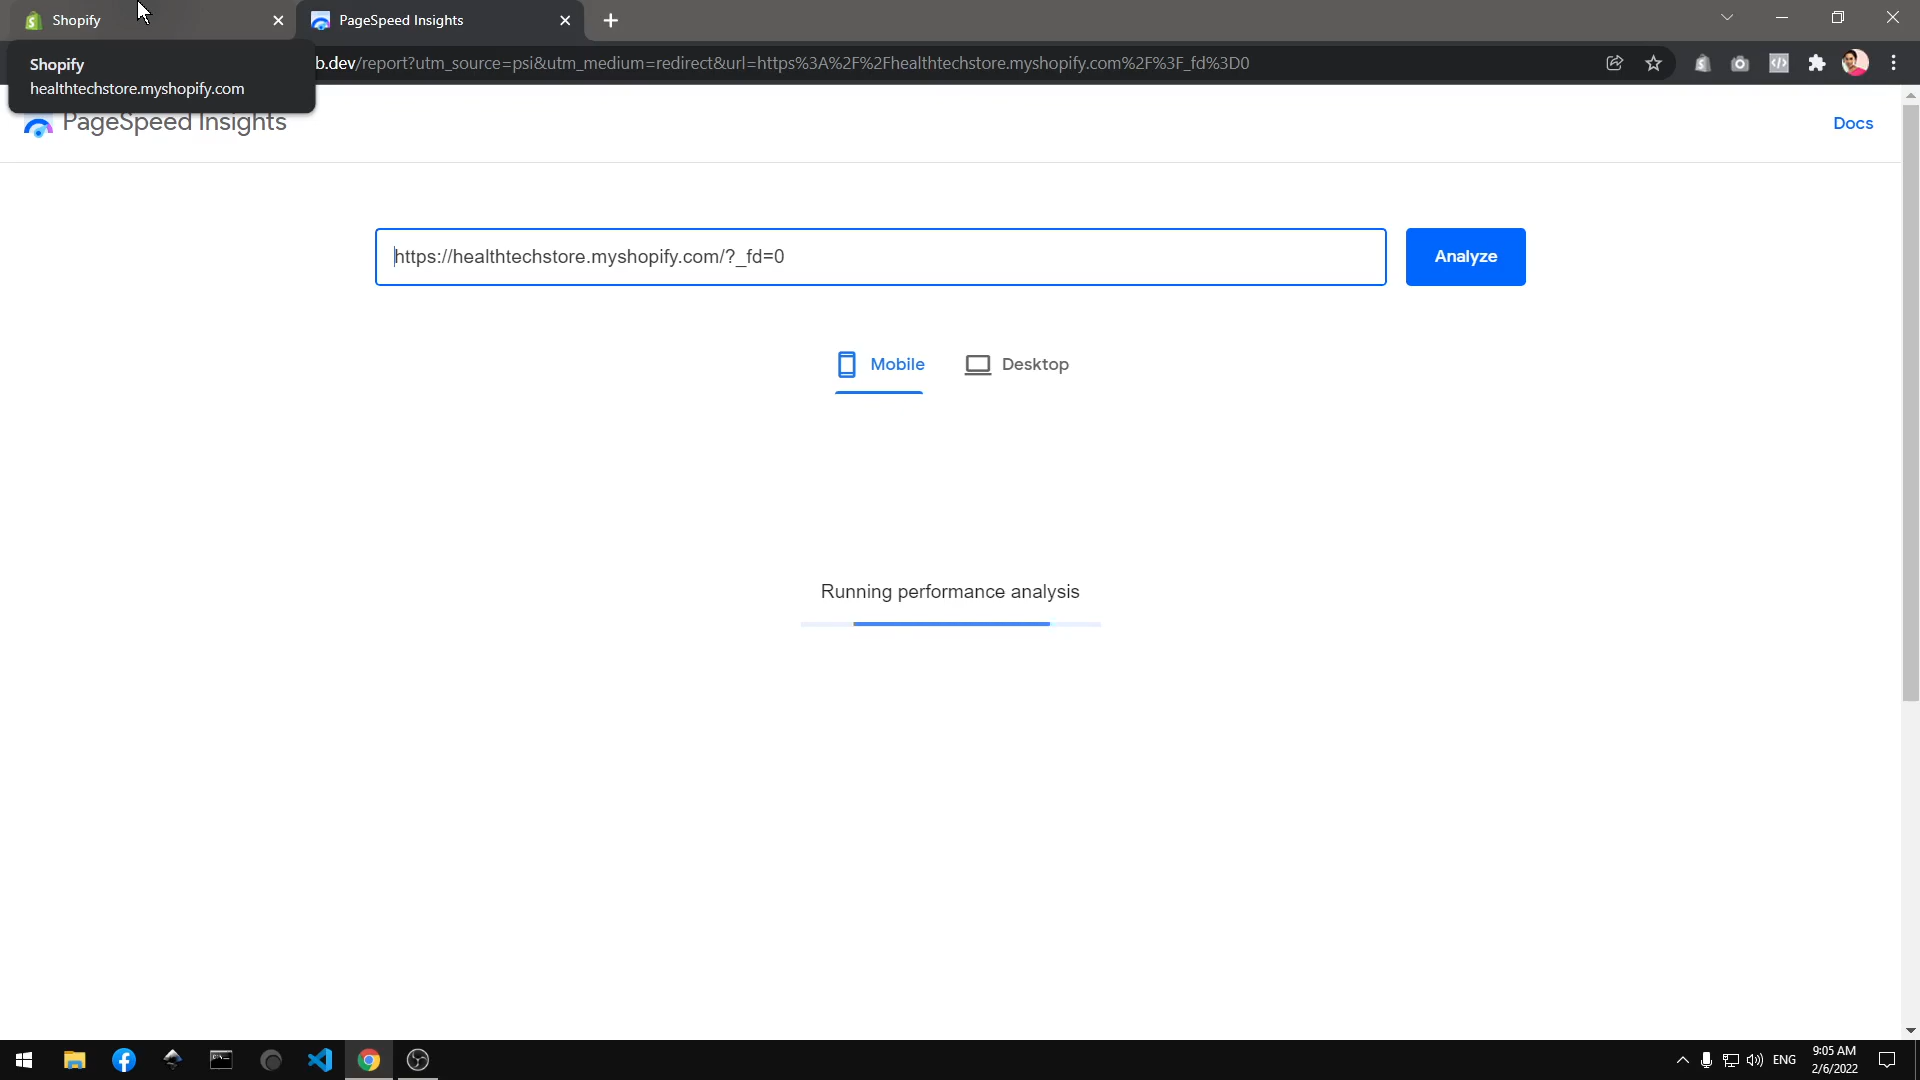 Shopify
PageSpeed Insights
Shopify
healthtechstore.myshopify.com
b.dev/report?utm_source=psi&utm_medium=redirect&url=https%3A%2F%2Fhealthtechstore.myshopify.com%2F%3F_fd%3D0
PageSpeed Insights
Docs
https://healthtechstore.myshopify.com/?_fd=0
Analyze
Mobile
Desktop
Running performance analysis
ENG
9:05 AM
2/6/2022